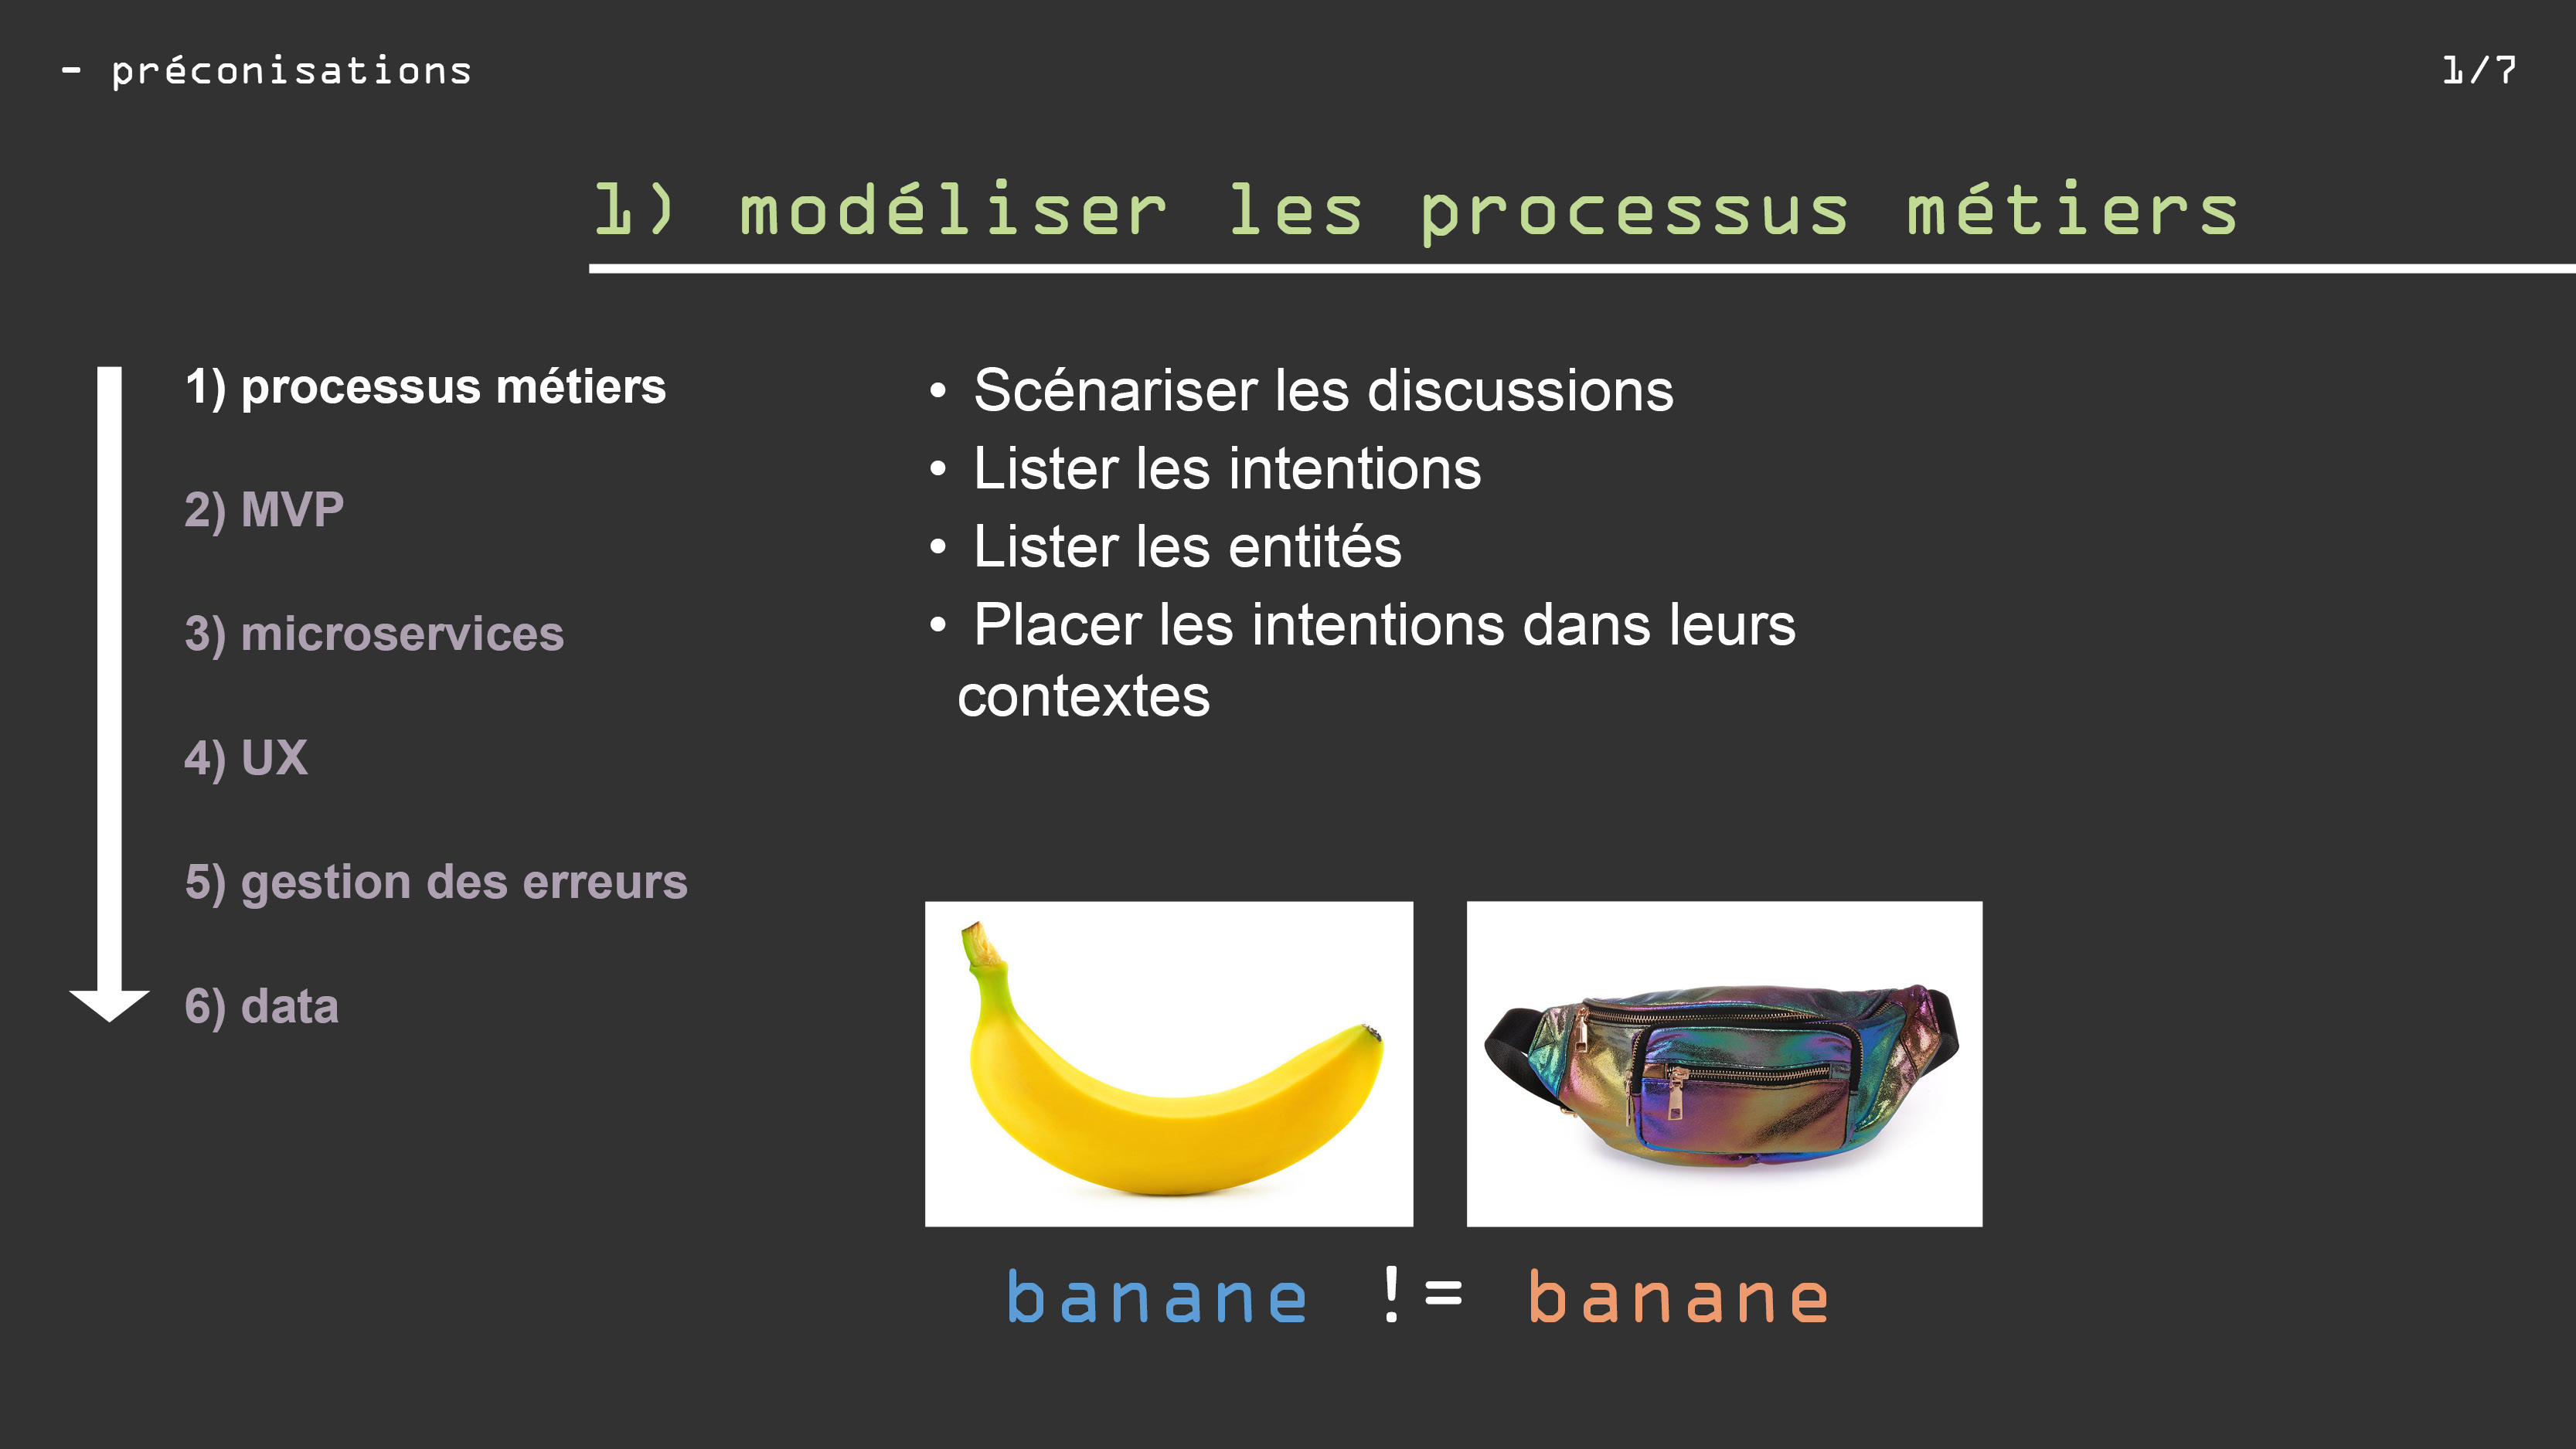 - préconisations
1/7
1) modéliser les processus métiers
1) processus métiers
2) MVP
3) microservices
4) UX
5) gestion des erreurs
6) data
• Scénariser les discussions
• Lister les intentions
• Lister les entités
• Placer les intentions dans leurs
contextes
banane != banane